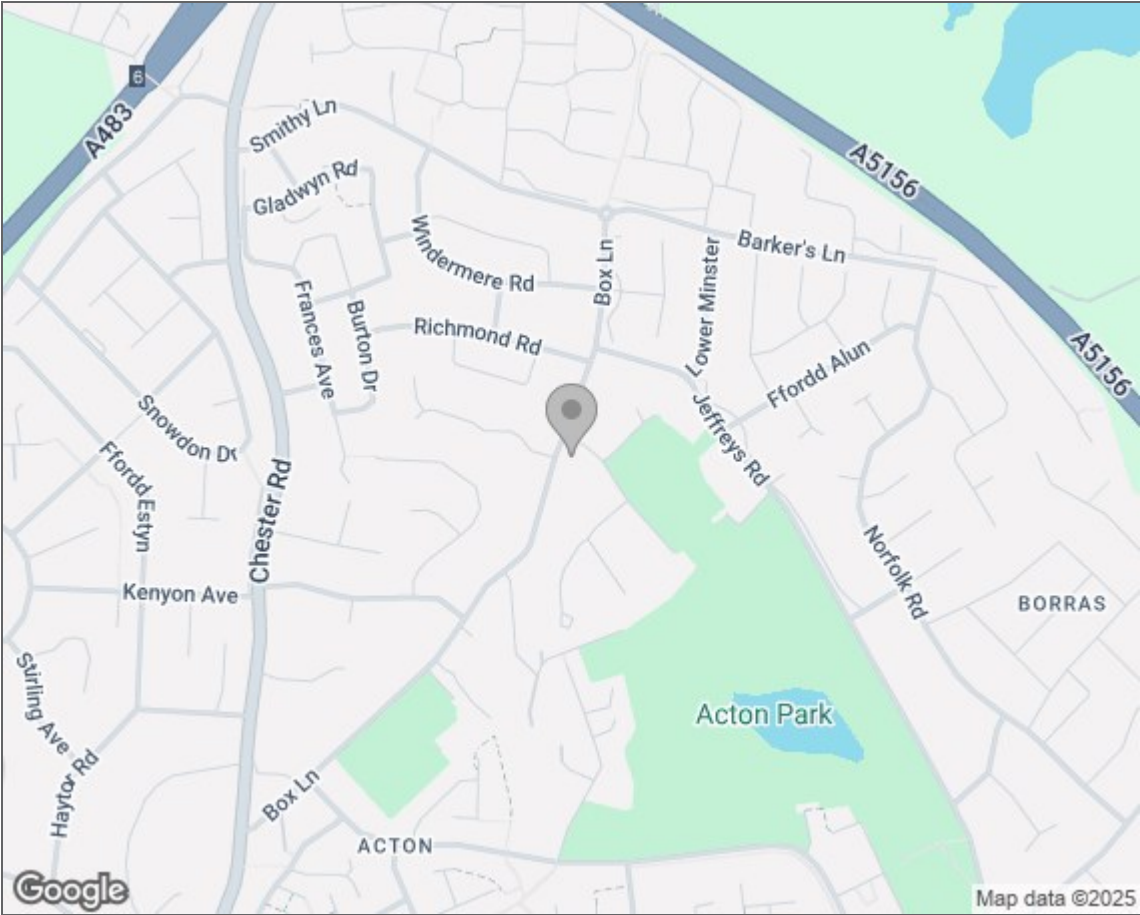 6
A483
Smithy Ln
Gladwyn Rd
A5156
Windermere Rd
Box Ln
Lower Minster
Barker's Ln
Frances Ave
Burton Dr
Richmond Rd
A5156
Ffordd Alun
Snowdon Dr
Jeffreys Rd
Ffordd Estyn
Chester Rd
Norfolk Rd
Kenyon Ave
BORRAS
Stirling Ave
Acton Park
Haytor Rd
Box Ln
ACTON
Google
Map data ©2025